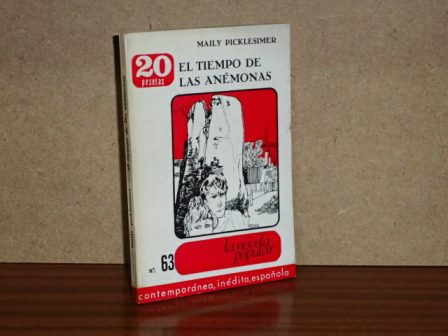 MAILY PICKLESIMER
20
pesetas
EL TIEMPO DE
LAS ANÉMONAS
nº. 63
la novela
popular
contemporánea, inédita, española